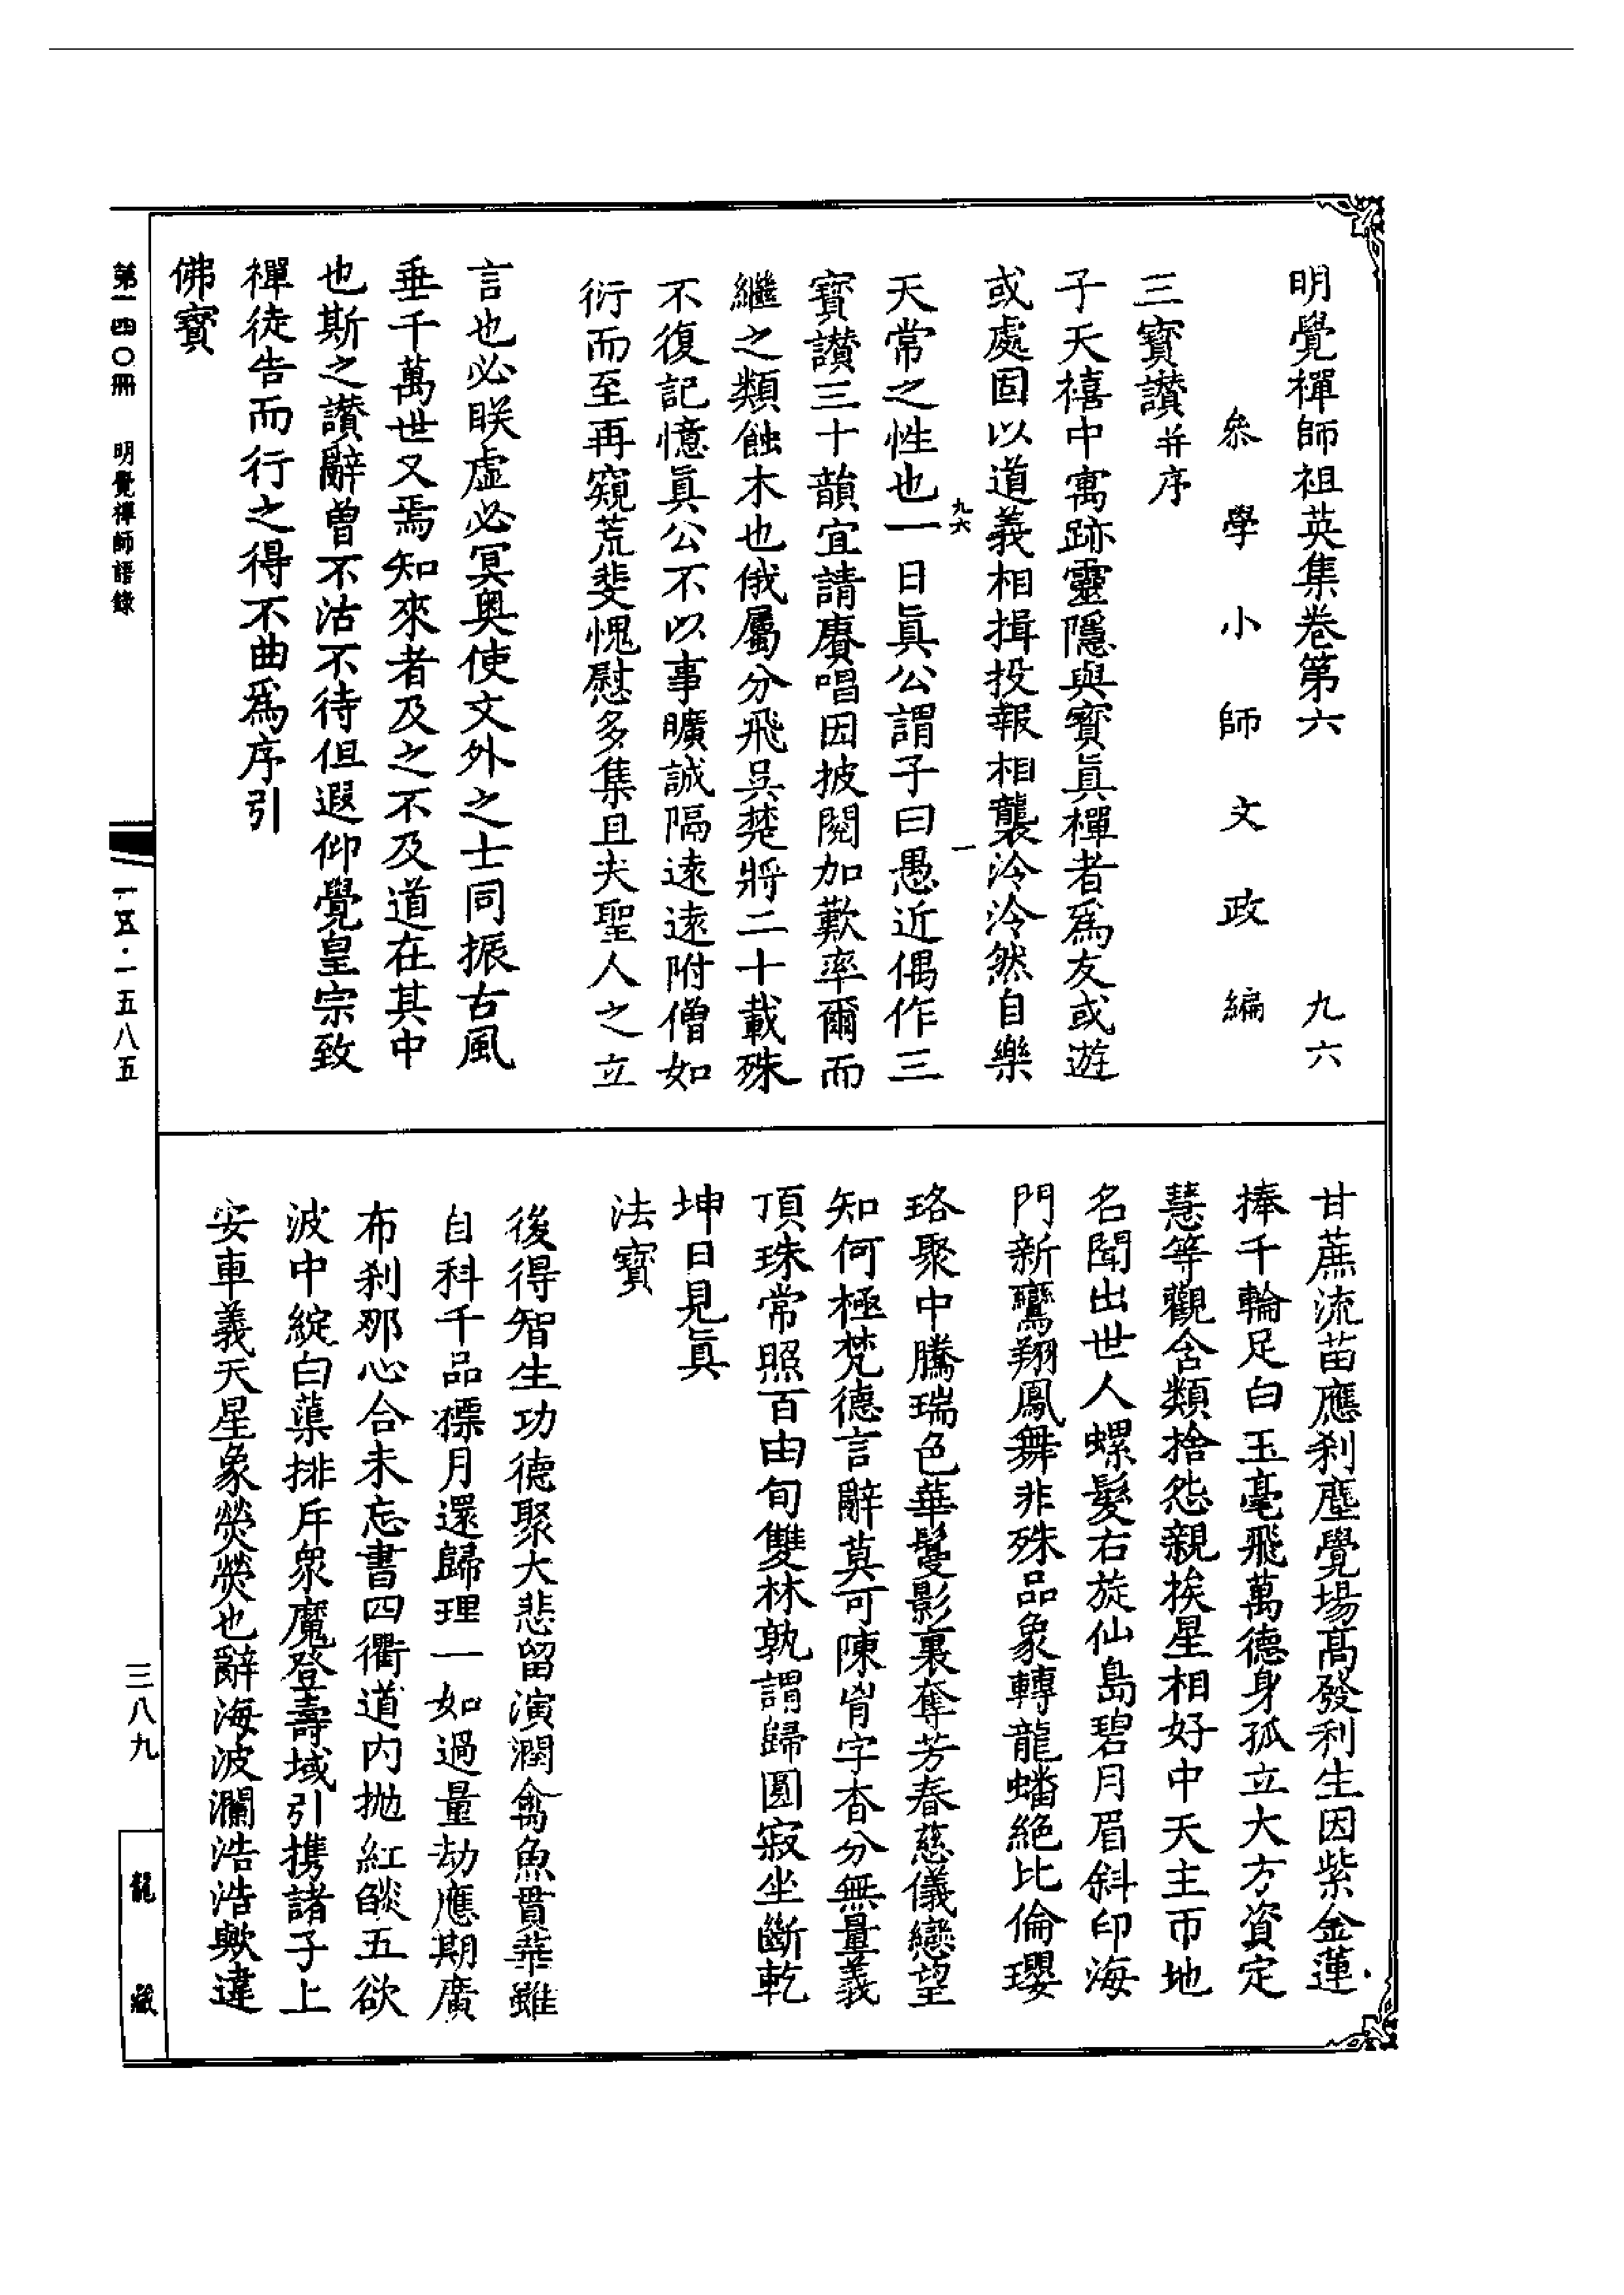 明覺禪師祖英集卷第六 九六
叅學小師文政編
三寶讃并序
子天禧中寓跡靈隱與寶眞禪者爲友或遊
或處固以道義相揖投報相襲泠泠然自樂
九六 一
天常之性也一日眞公謂子曰愚近偶作三
寶讃三十韻宜請賡唱因披閱加歎率爾而
繼之類蝕木也俄屬分飛吳楚將二十載殊
不復記憶眞公不以事曠誠隔遠遠附僧如
衍而至再窺荒斐愧慰多集且夫聖人之立
言也必睽虛必冥奥使文外之士同振古風
垂千萬世又焉知來者及之不及道在其中
也斯之讃辭曾不沽不待但遐仰覺皇宗致
禪徒告而行之得不曲爲序引
佛寶
甘蔗流苗應刹塵覺場高發利生因紫金蓮
捧千輪足白玉毫飛萬德身孤立大方資定
慧等觀含類捨怨親挨星相好中天主帀地
名聞出世人螺髮右旋仙島碧月眉斜印海
門新鸞翔鳳舞非殊品象轉龍蟠絕比倫瓔
珞聚中騰瑞色華鬘影裏奪芳春慈儀戀望
知何極梵德言辭莫可陳肯字杳分無量義
頂珠常照百由旬雙林孰謂歸圓寂坐斷乾
坤日見眞
法寶
後得智生功德聚大悲留演潤禽魚貫華雖
自科千品標月還歸理一如過量劫應期廣
布刹那心合未忘書四衢道內抛紅燄五欲
波中綻白蕖排斥衆魔登壽域引携諸子上
安車義天星象熒熒也辭海波瀾浩浩歟違
第一四〇冊 明覺禪師語錄
一五·一五八五
三八九
龍藏